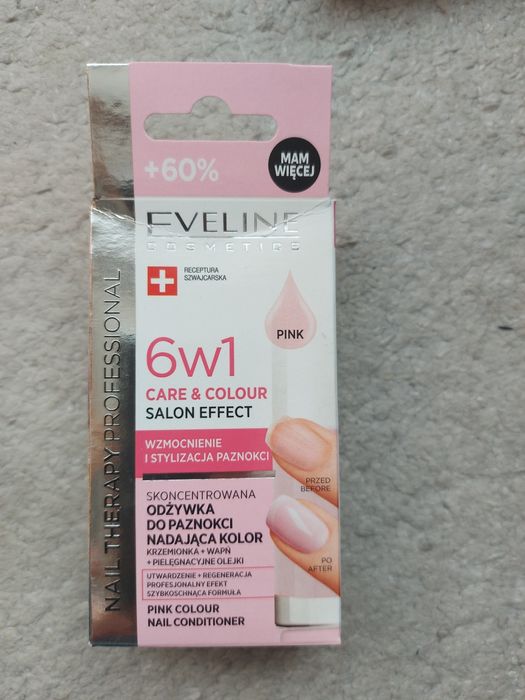 +60%
MAM
WIĘCEJ
EVELINE
COSMETICS
RECEPTURA
SZWAJCARSKA
PINK
6w1
CARE & COLOUR
SALON EFFECT
WZMOCNIENIE
I STYLIZACJA PAZNOKCI
PRZED
BEFORE
SKONCENTROWANA
ODŻYWKA
DO PAZNOKCI
NADAJĄCA KOLOR
KRZEMIONKA + WAPŃ
+ PIELĘGNACYJNE OLEJKI
PO
AFTER
UTWARDZENIE + REGENERACJA
PROFESJONALNY EFEKT
SZYBKOSCHNĄCA FORMUŁA
PINK COLOUR
NAIL CONDITIONER
NAIL THERAPY PROFESSIONAL